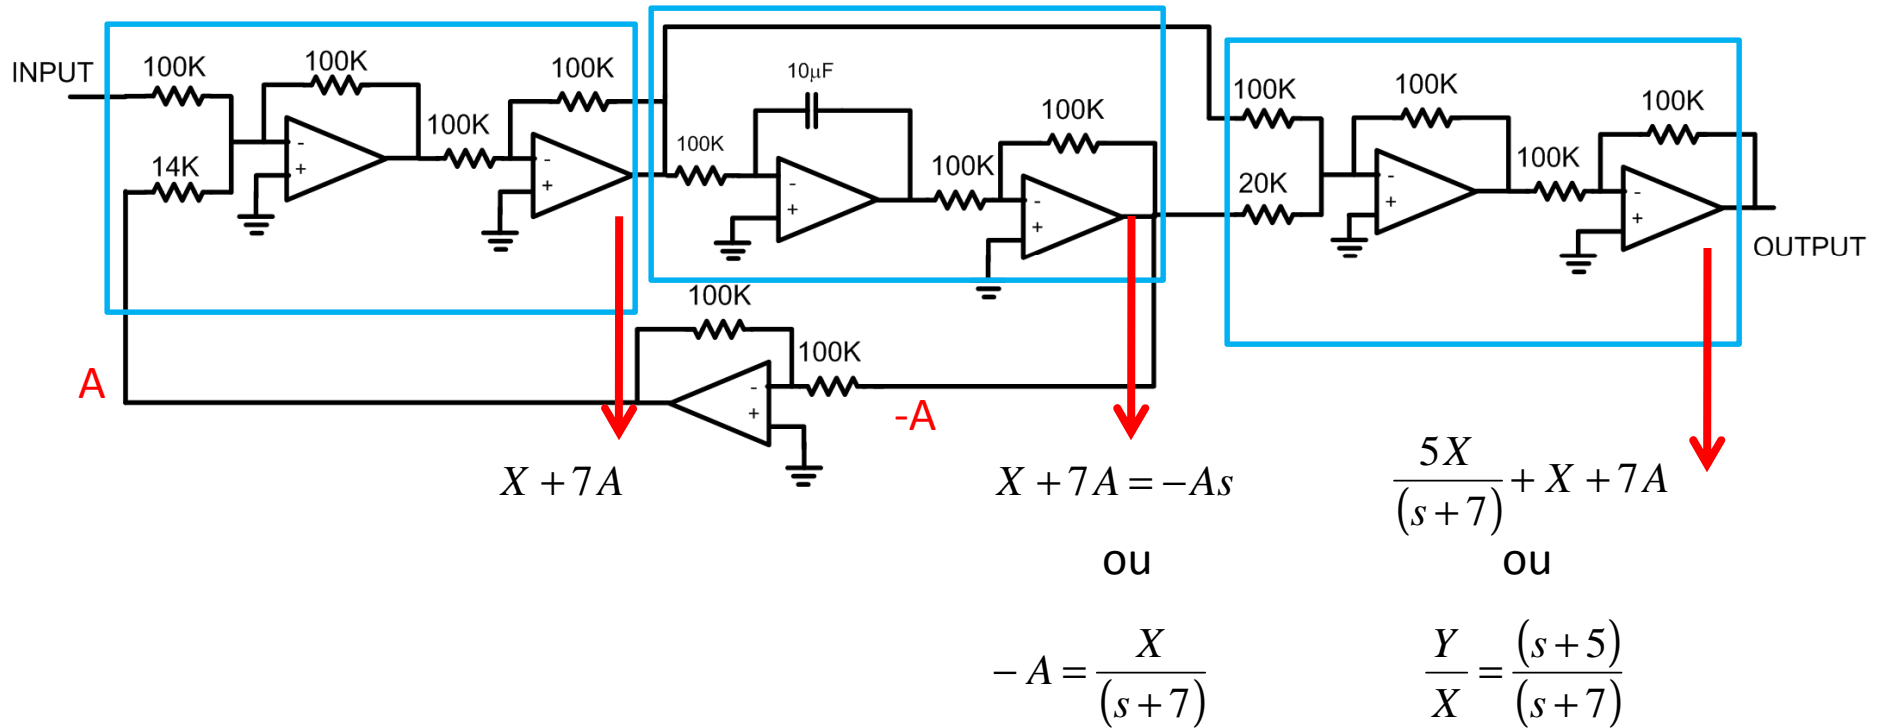 INPUT
100K
14K
100K
-
+
100K
100K
-
+
100K
10µF
-
+
100K
100K
-
+
100K
20K
100K
-
+
100K
100K
-
+
OUTPUT
100K
100K
-
+
A
-A
X + 7A
X + 7A = −As
5X/(s + 7) + X + 7A
ou
ou
− A = X/(s + 7)
Y/X = (s + 5)/(s + 7)